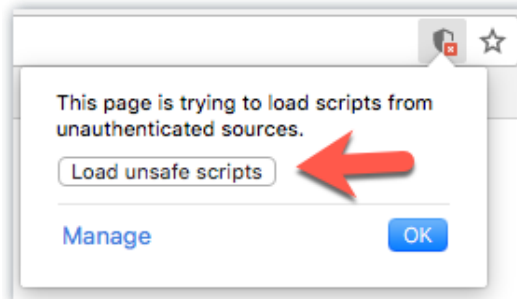 This page is trying to load scripts from
unauthenticated sources.
Load unsafe scripts
Manage
OK